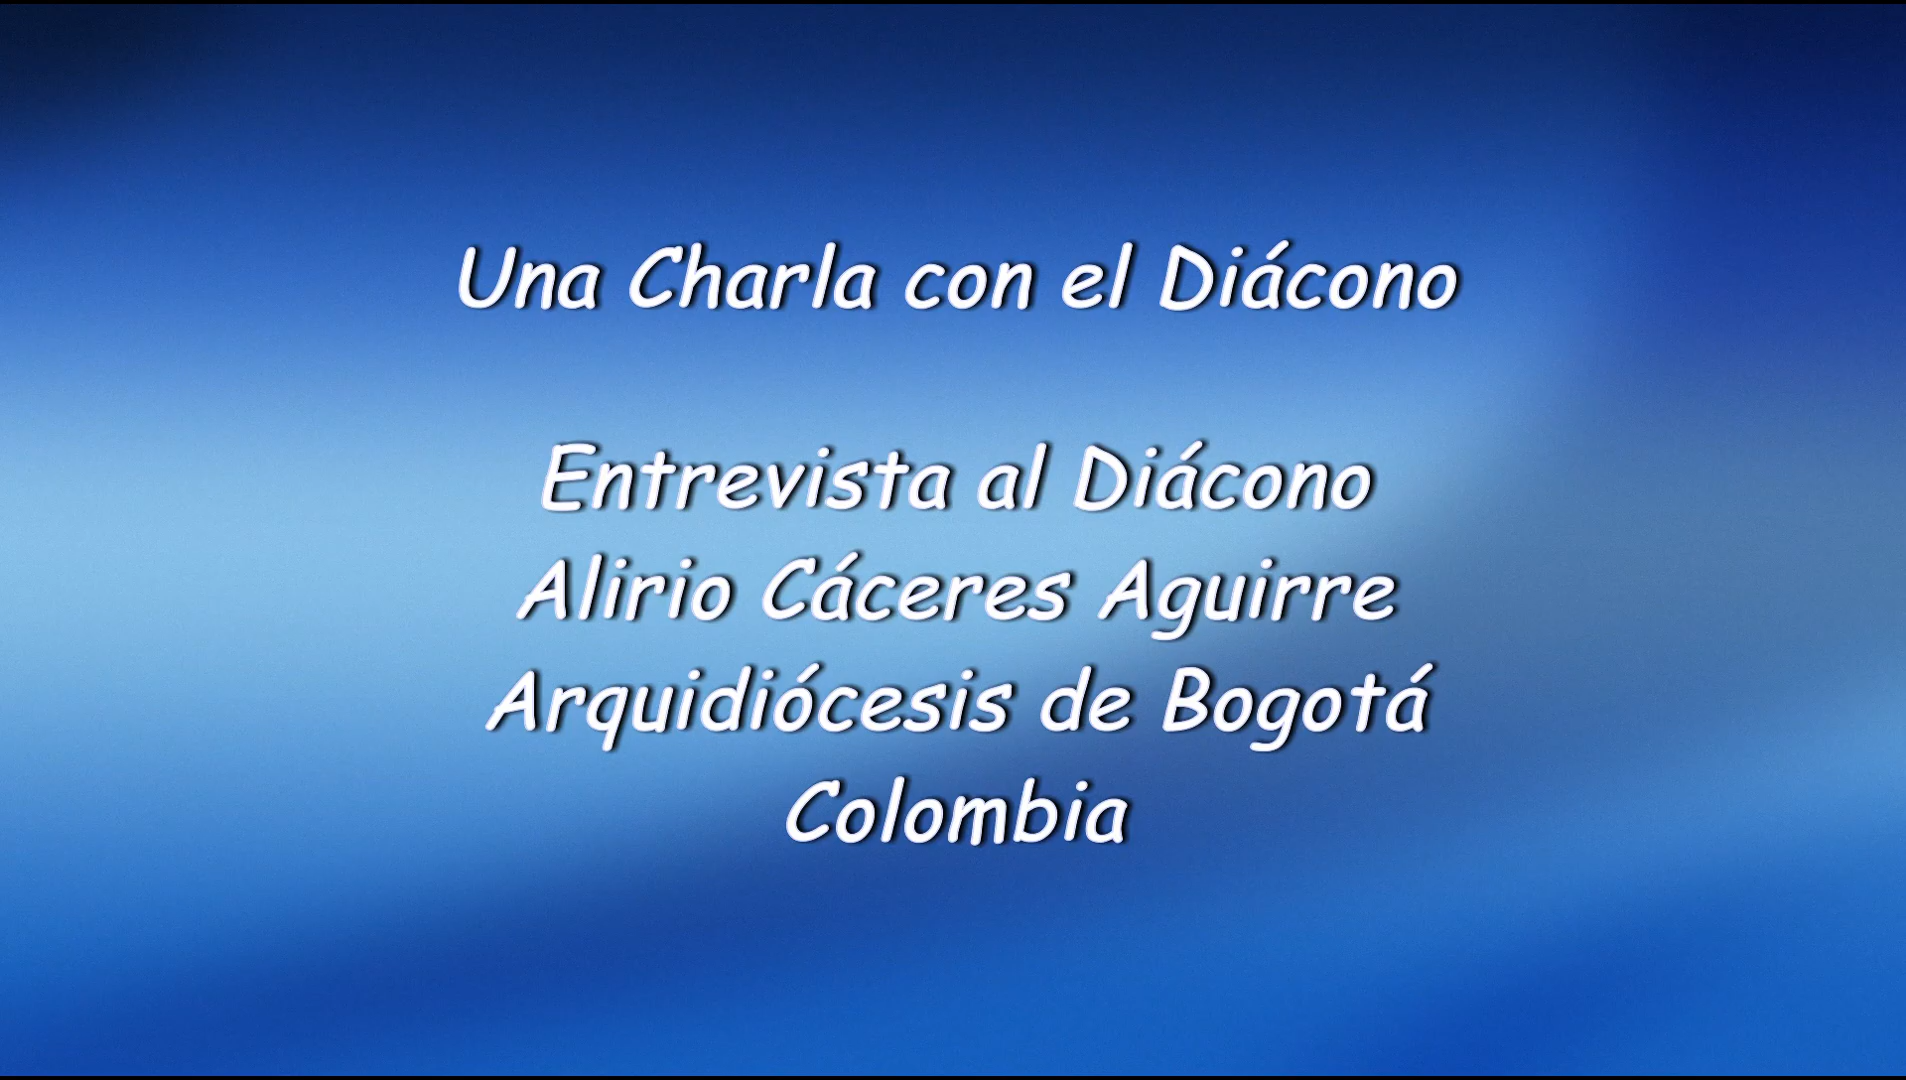 Una Charla con el Diácono
Entrevista al Diácono
Alirio Cáceres Aguirre
Arquidiócesis de Bogotá
Colombia